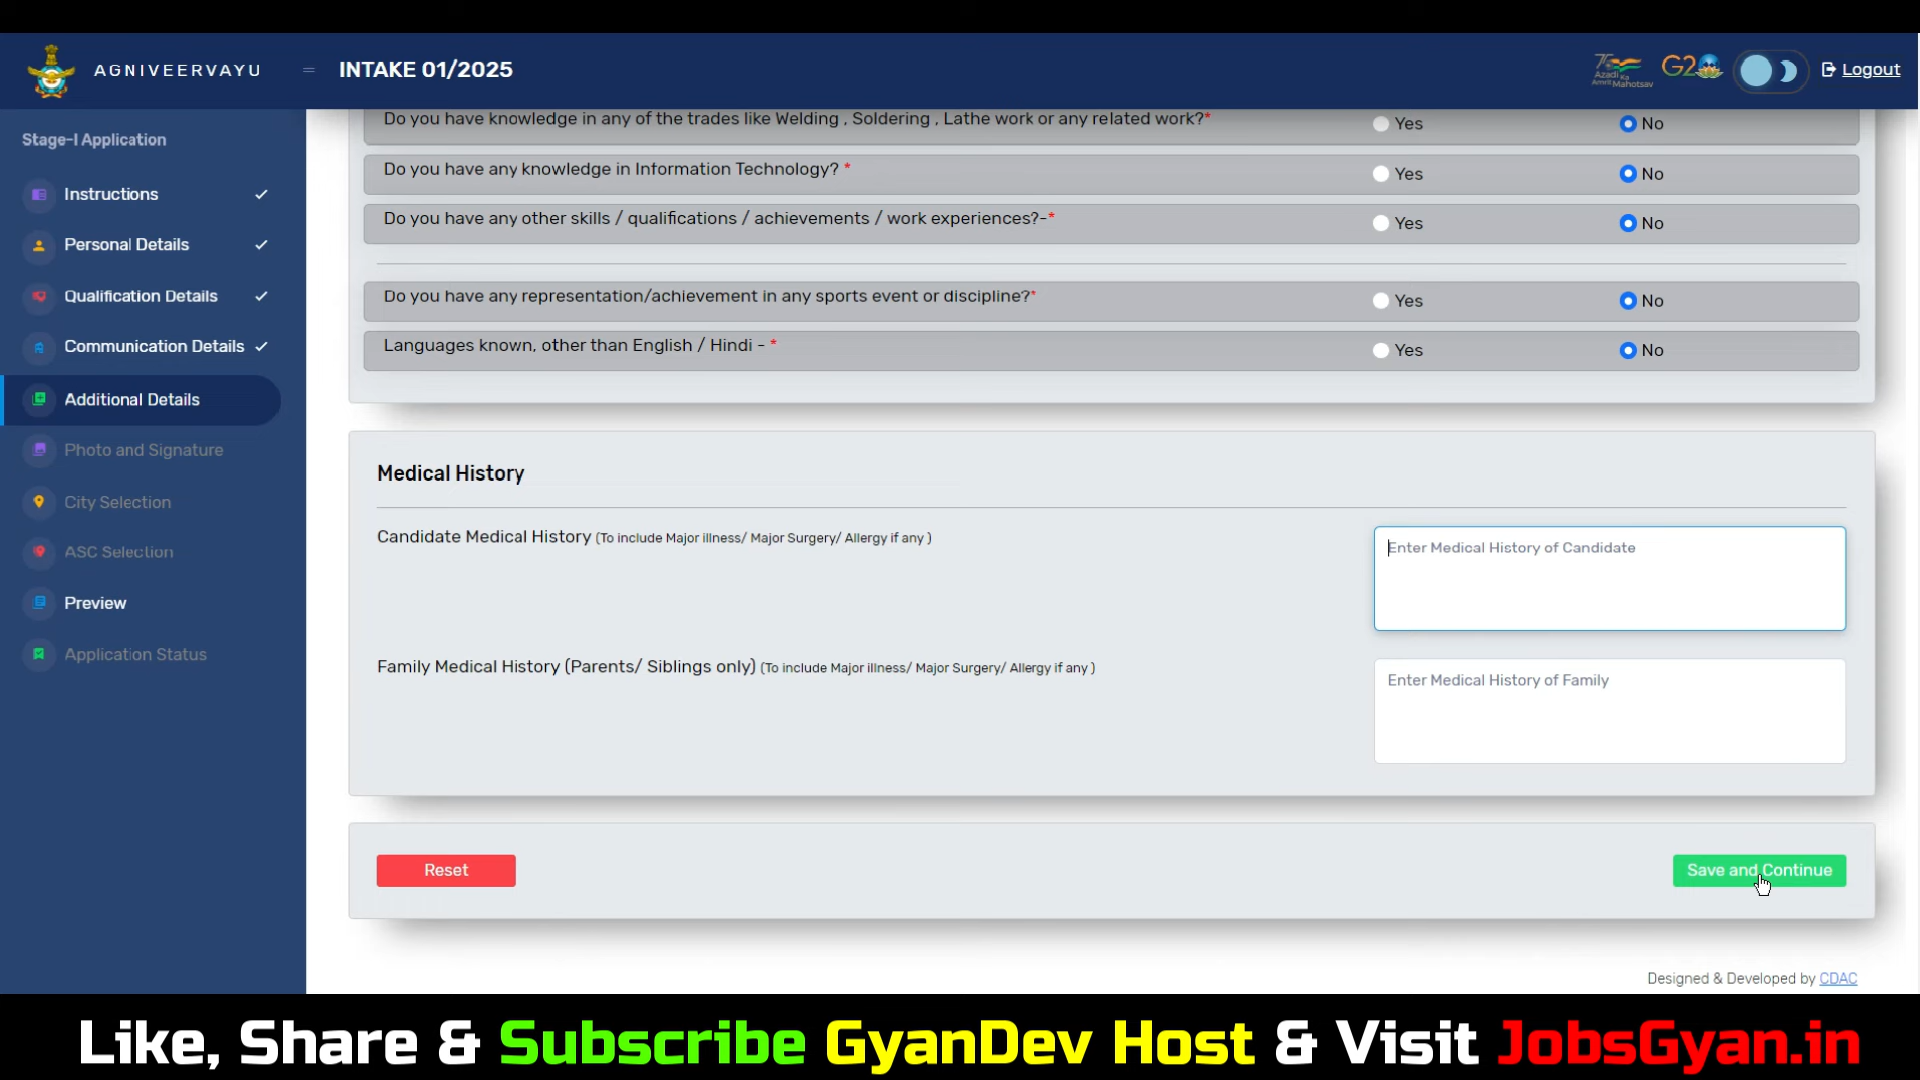 AGNIVEERVAYU
INTAKE 01/2025
75
Azadi Ka
Amrit Mahotsav
G20
Logout
Stage-I Application
Instructions
Personal Details
Qualification Details
Communication Details
Additional Details
Photo and Signature
City Selection
ASC Selection
Preview
Application Status
Do you have knowledge in any of the trades like Welding , Soldering , Lathe work or any related work?* Yes No
Do you have any knowledge in Information Technology? * Yes No
Do you have any other skills / qualifications / achievements / work experiences?-* Yes No
Do you have any representation/achievement in any sports event or discipline?* Yes No
Languages known, other than English / Hindi - * Yes No
Medical History
Candidate Medical History (To include Major illness/ Major Surgery/ Allergy if any )
Enter Medical History of Candidate
Family Medical History (Parents/ Siblings only) (To include Major illness/ Major Surgery/ Allergy if any )
Enter Medical History of Family
Reset
Save and Continue
Designed & Developed by CDAC
Like, Share & Subscribe GyanDev Host & Visit JobsGyan.in